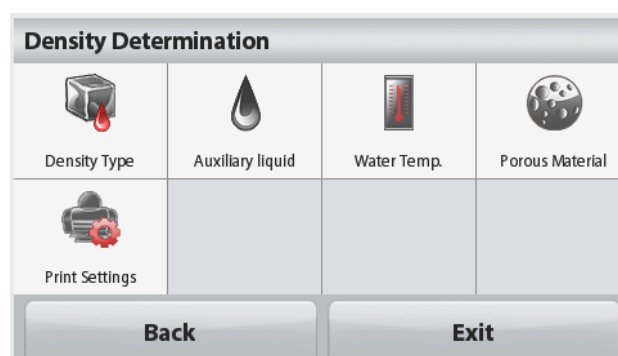 Density Determination
Density Type
Auxiliary liquid
Water Temp.
Porous Material
Print Settings
Back
Exit